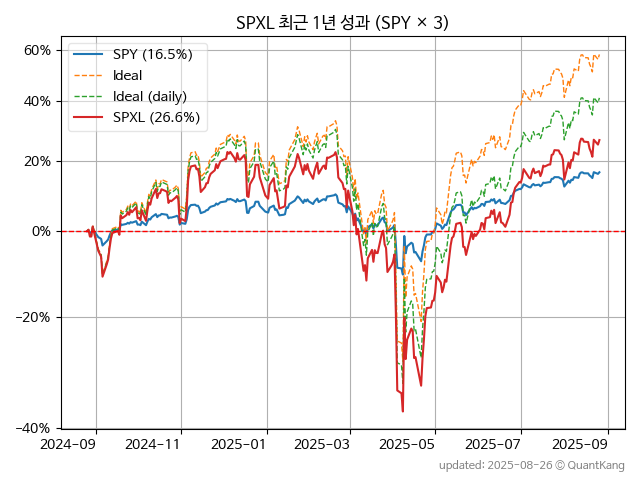 SPXL 최근 1년 성과 (SPY × 3)
SPY (16.5%)
Ideal
Ideal (daily)
SPXL (26.6%)
60%
40%
20%
0%
−20%
−40%
2024-09 2024-11 2025-01 2025-03 2025-05 2025-07 2025-09
updated: 2025-08-26 © QuantKang